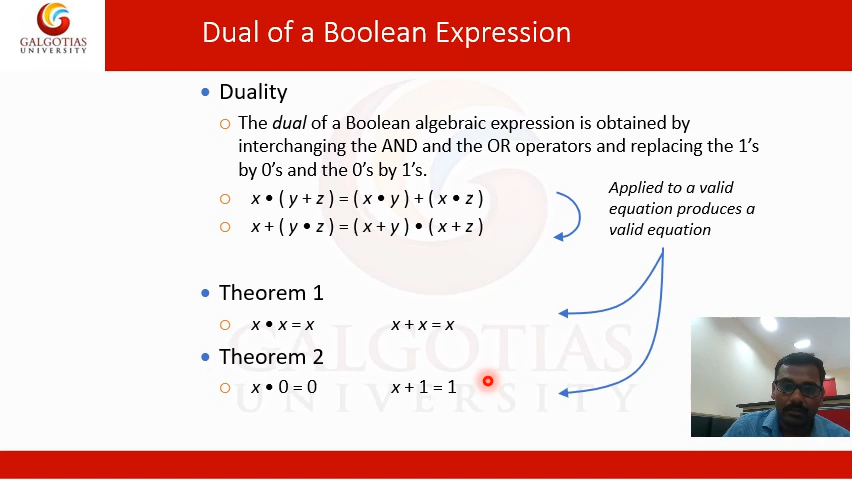 GALGOTIAS
UNIVERSITY
Dual of a Boolean Expression
• Duality
○ The dual of a Boolean algebraic expression is obtained by
interchanging the AND and the OR operators and replacing the 1’s
by 0’s and the 0’s by 1’s.
○ x • ( y + z ) = ( x • y ) + ( x • z )
○ x + ( y • z ) = ( x + y ) • ( x + z )
Applied to a valid
equation produces a
valid equation
• Theorem 1
○ x • x = x x + x = x
• Theorem 2
○ x • 0 = 0 x + 1 = 1
GALGOTIAS
UNIVERSITY